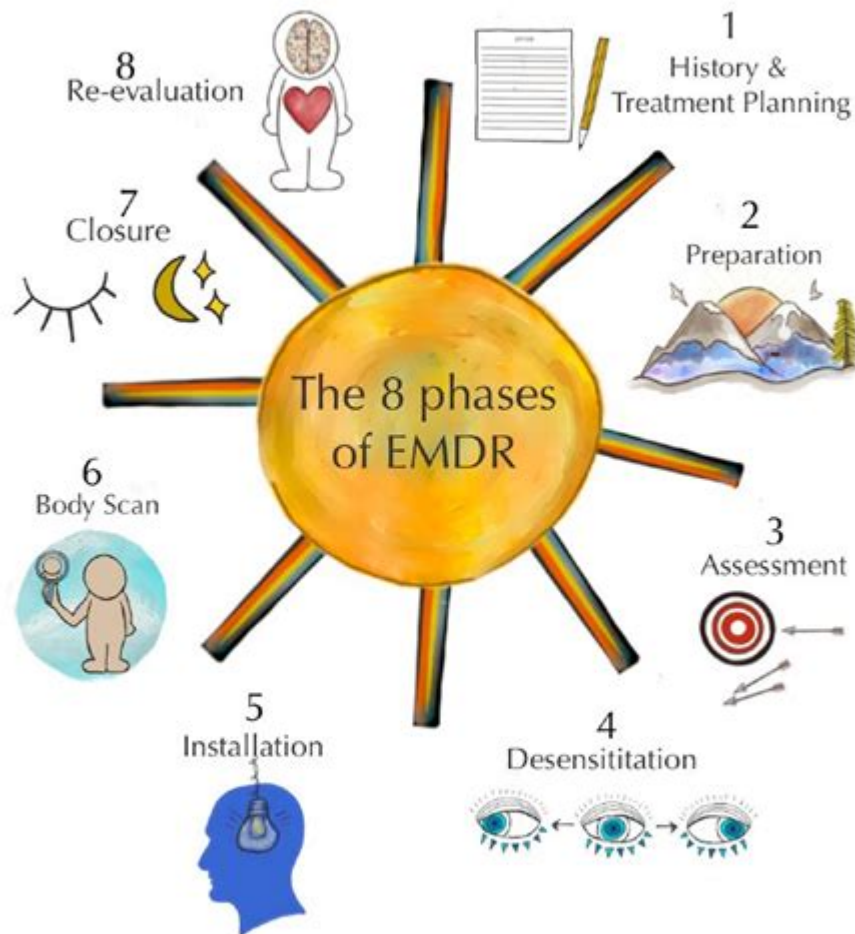 The 8 phases
of EMDR
1
History &
Treatment Planning
2
Preparation
3
Assessment
4
Desensititation
5
Installation
6
Body Scan
7
Closure
8
Re-evaluation